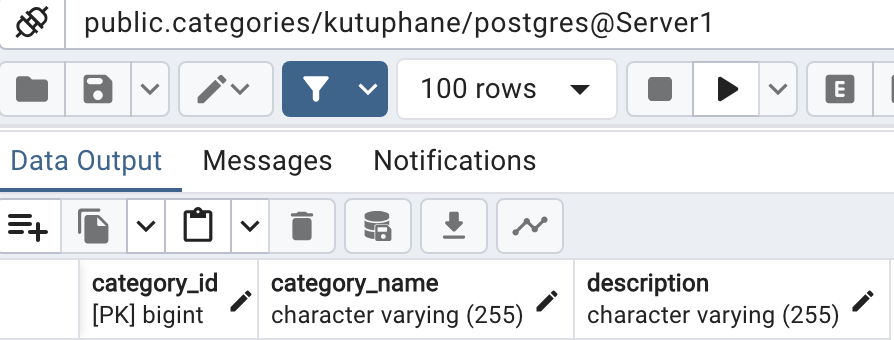 public.categories/kutuphane/postgres@Server1
100 rows
E
Data Output Messages Notifications
category_id category_name description
[PK] bigint character varying (255) character varying (255)